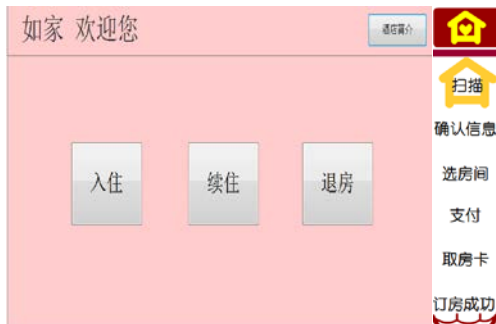 如家 欢迎您
酒店简介
入住
续住
退房
扫描
确认信息
选房间
支付
取房卡
订房成功